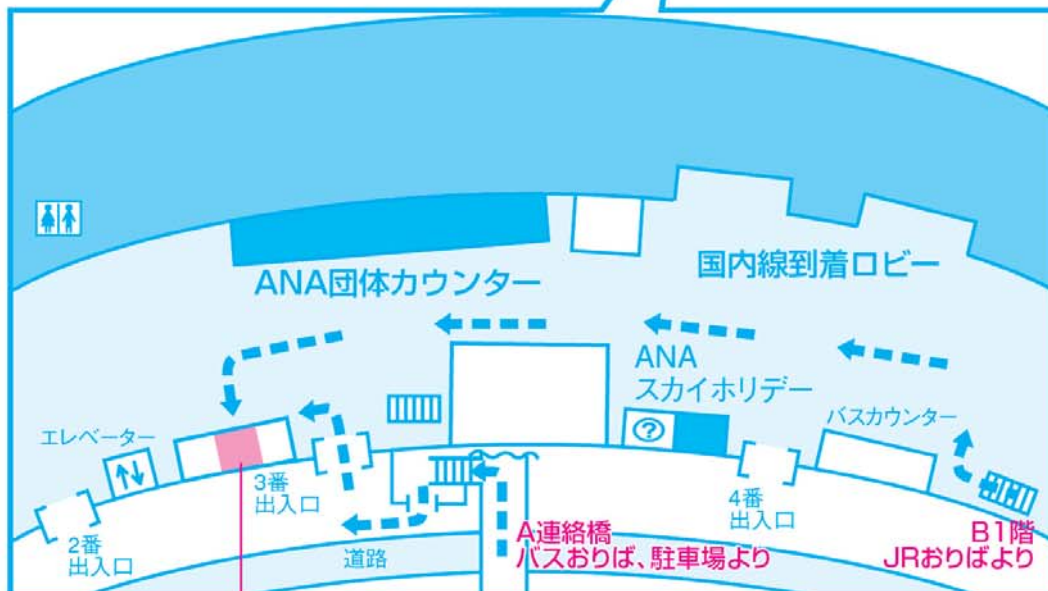 ANA団体カウンター
国内線到着ロビー
ANA
スカイホリデー
バスカウンター
エレベーター
3番
出入口
4番
出入口
2番
出入口
道路
A連絡橋
バスおりば、駐車場より
B1階
JRおりばより
?